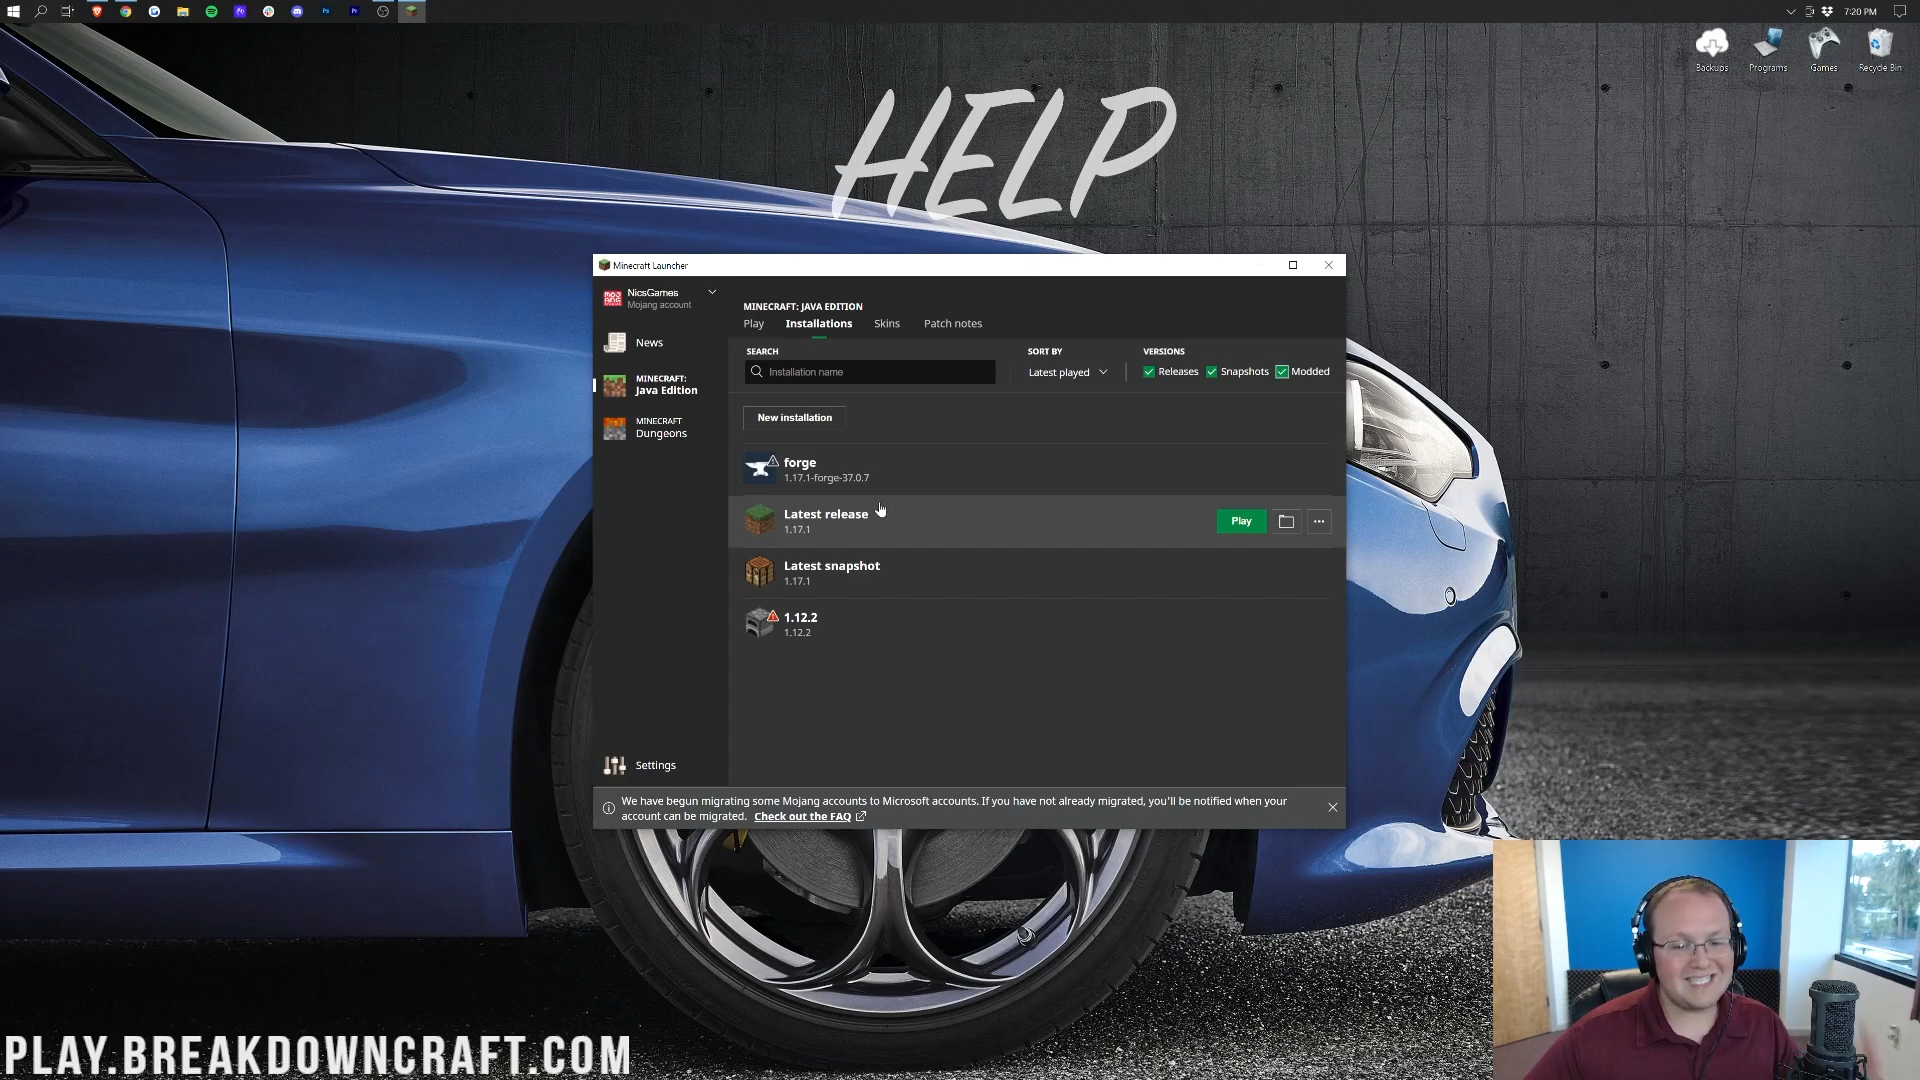 7:20 PM
Backups
Programs
Games
Recycle Bin
HELP
Minecraft Launcher
NicsGames
Mojang account
News
MINECRAFT:
Java Edition
MINECRAFT
Dungeons
Settings
MINECRAFT: JAVA EDITION
Play
Installations
Skins
Patch notes
SEARCH
SORT BY
VERSIONS
Installation name
Latest played
Releases
Snapshots
Modded
New installation
forge
1.17.1-forge-37.0.7
Latest release
1.17.1
Play
Latest snapshot
1.17.1
1.12.2
1.12.2
We have begun migrating some Mojang accounts to Microsoft accounts. If you have not already migrated, you'll be notified when your
account can be migrated. Check out the FAQ
PLAY.BREAKDOWNCRAFT.COM